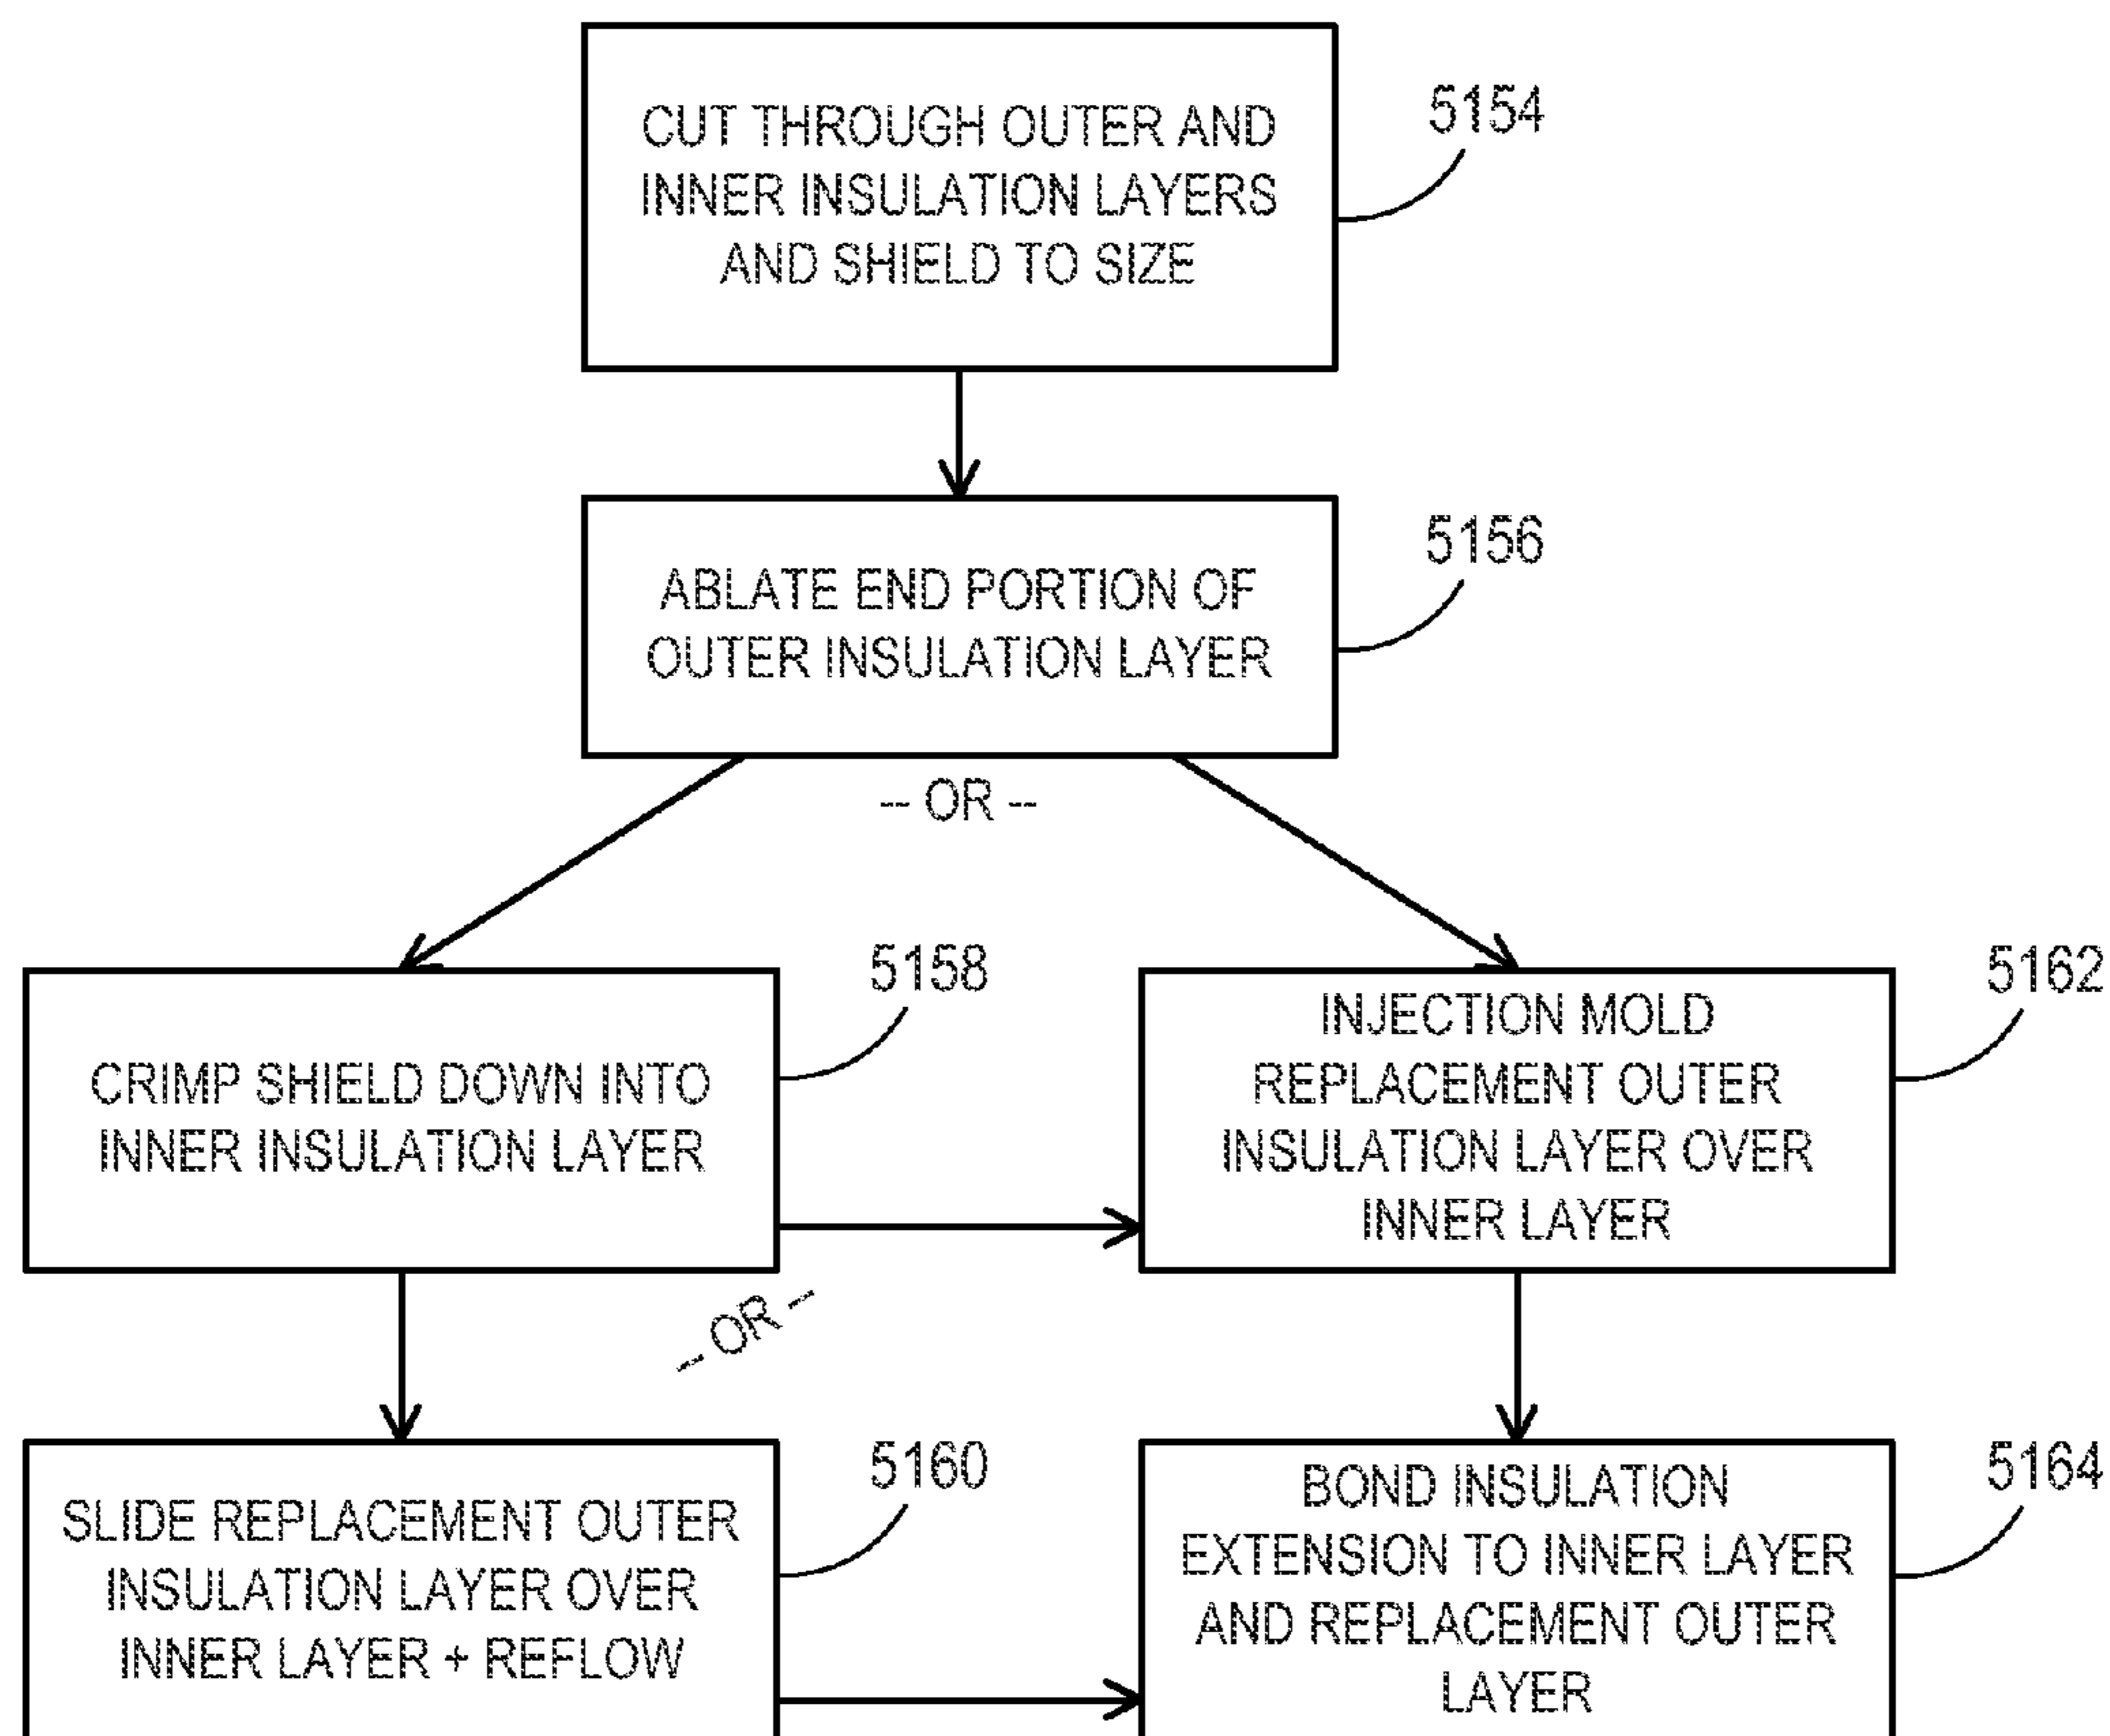 CUT THROUGH OUTER AND
INNER INSULATION LAYERS
AND SHIELD TO SIZE
5154
ABLATE END PORTION OF
OUTER INSULATION LAYER
5156
-- OR --
CRIMP SHIELD DOWN INTO
INNER INSULATION LAYER
5158
INJECTION MOLD
REPLACEMENT OUTER
INSULATION LAYER OVER
INNER LAYER
5162
-- OR --
SLIDE REPLACEMENT OUTER
INSULATION LAYER OVER
INNER LAYER + REFLOW
5160
BOND INSULATION
EXTENSION TO INNER LAYER
AND REPLACEMENT OUTER
LAYER
5164